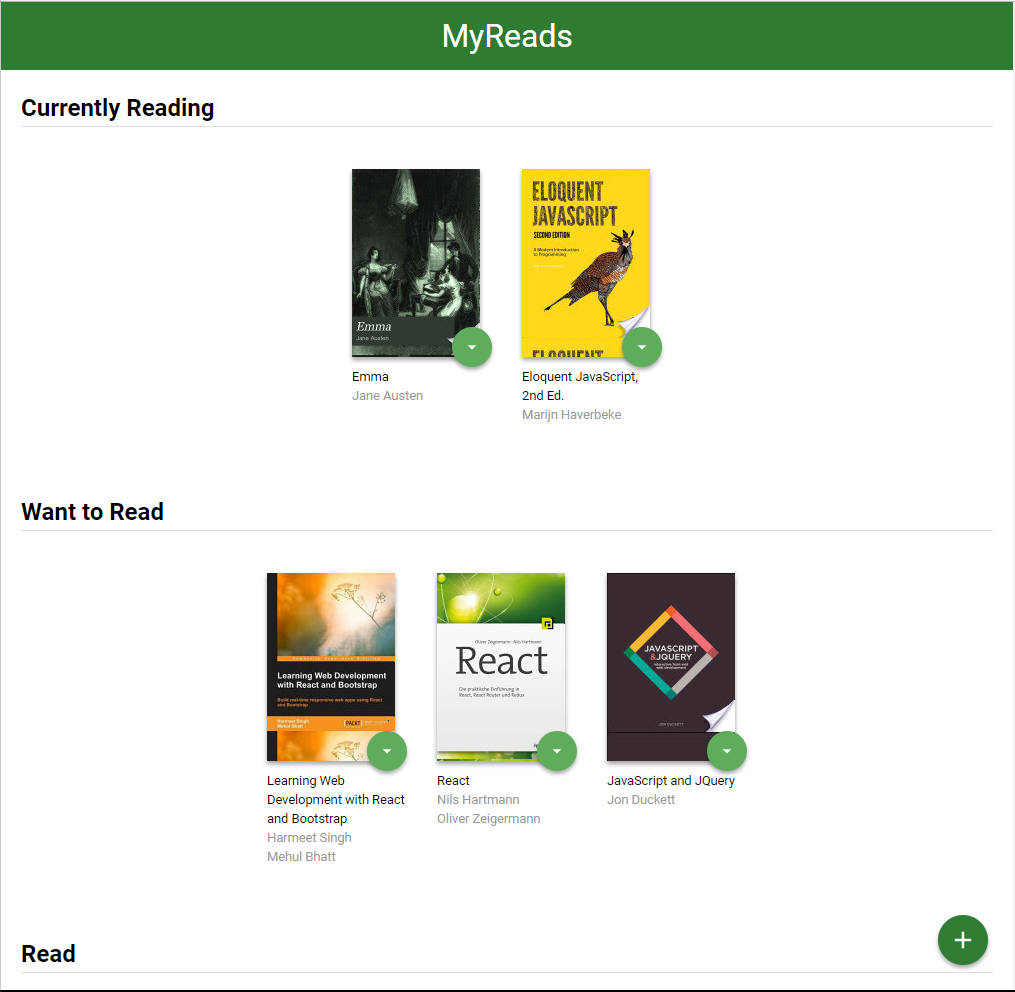 MyReads
Currently Reading
Emma
Jane Austen
ELOQUENT
JAVASCRIPT
SECOND EDITION
A Modern Introduction
to Programming
ELOQUENT
Emma
Jane Austen
Eloquent JavaScript,
2nd Ed.
Marijn Haverbeke
Want to Read
Learning Web Development
with React and Bootstrap
Build real-time responsive web apps using React
and Bootstrap
Harmeet Singh
Mehul Bhatt
PACKT
Oliver Zeigermann · Nils Hartmann
React
Die praktische Einführung in
React, React Router und Redux
JAVASCRIPT
&JQUERY
interactive front-end
web development
JON DUCKETT
Learning Web
Development with React
and Bootstrap
Harmeet Singh
Mehul Bhatt
React
Nils Hartmann
Oliver Zeigermann
JavaScript and JQuery
Jon Duckett
Read